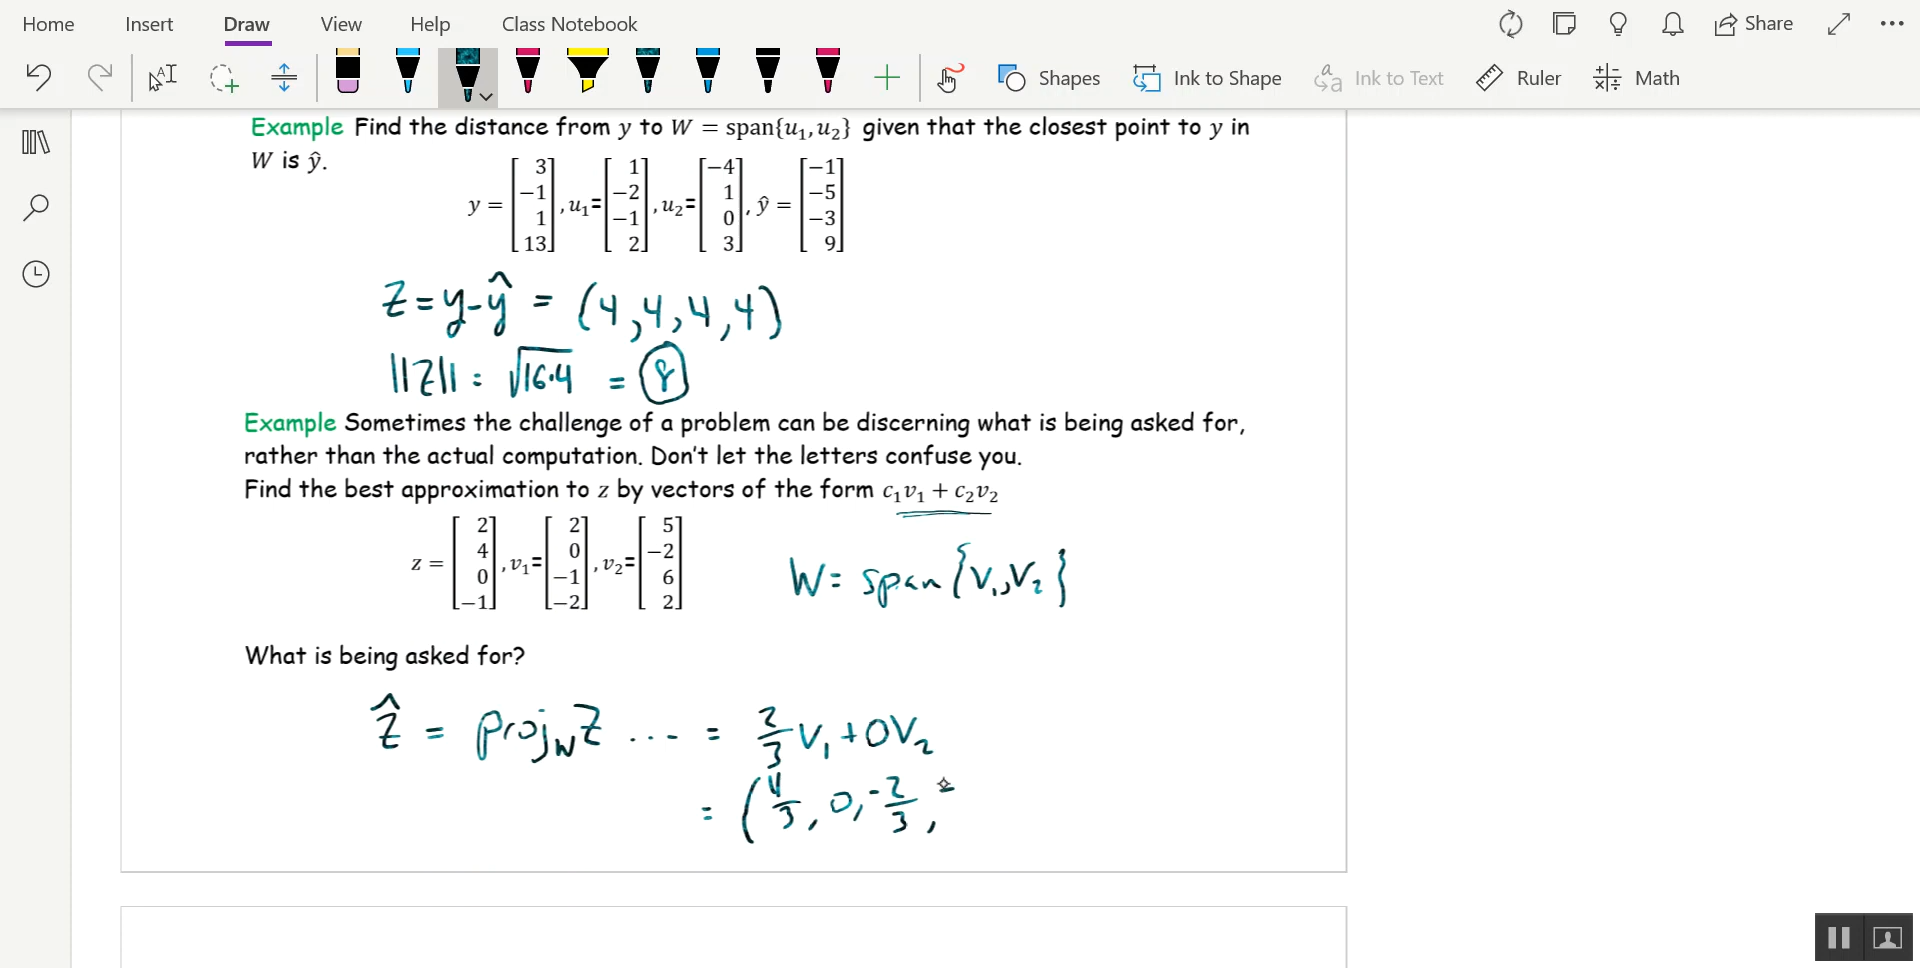 Home Insert Draw View Help Class Notebook Share
Shapes Ink to Shape Ink to Text Ruler Math
Example Find the distance from y to W = span{u₁, u₂} given that the closest point to y in
W is ŷ.
y = [3 −1 1 13], u₁= [1 −2 −1 2], u₂= [−4 1 0 3], ŷ = [−1 −5 −3 9]
z = y - ŷ = (4, 4, 4, 4)
||z|| = √16·4 = 8
Example Sometimes the challenge of a problem can be discerning what is being asked for,
rather than the actual computation. Don't let the letters confuse you.
Find the best approximation to z by vectors of the form c₁v₁ + c₂v₂
z = [2 4 0 −1], v₁= [2 0 −1 −2], v₂= [5 −2 6 2]
W = span {v₁, v₂}
What is being asked for?
ẑ = proj_W z ... = 2/3 v₁ + 0v₂
= (4/3, 0, -2/3,